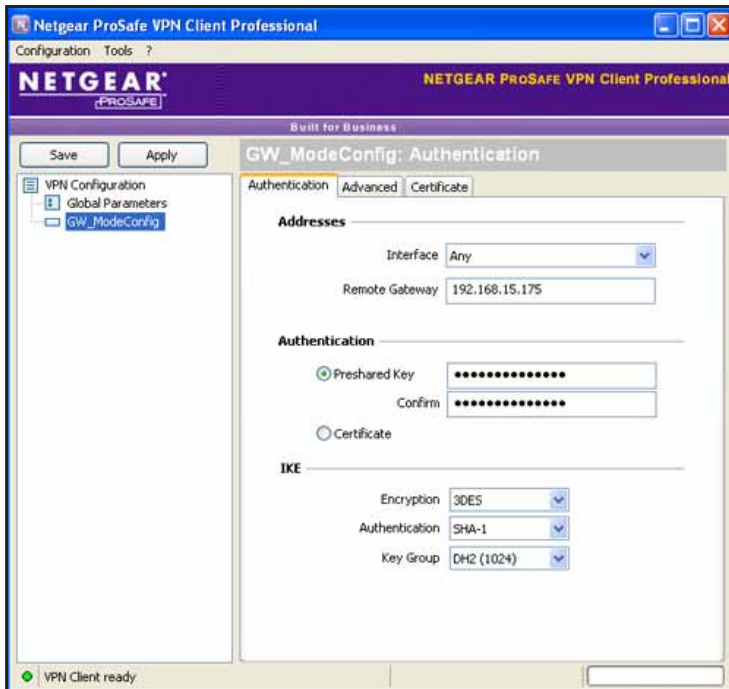 Netgear ProSafe VPN Client Professional
Configuration Tools ?
NETGEAR®
PROSAFE
NETGEAR PROSAFE VPN Client Professional
Built for Business
Save Apply
GW_ModeConfig: Authentication
VPN Configuration
Global Parameters
GW_ModeConfig
Authentication Advanced Certificate
Addresses
Interface Any
Remote Gateway 192.168.15.175
Authentication
Preshared Key ••••••••••••••
Confirm ••••••••••••••
Certificate
IKE
Encryption 3DES
Authentication SHA-1
Key Group DH2 (1024)
VPN Client ready